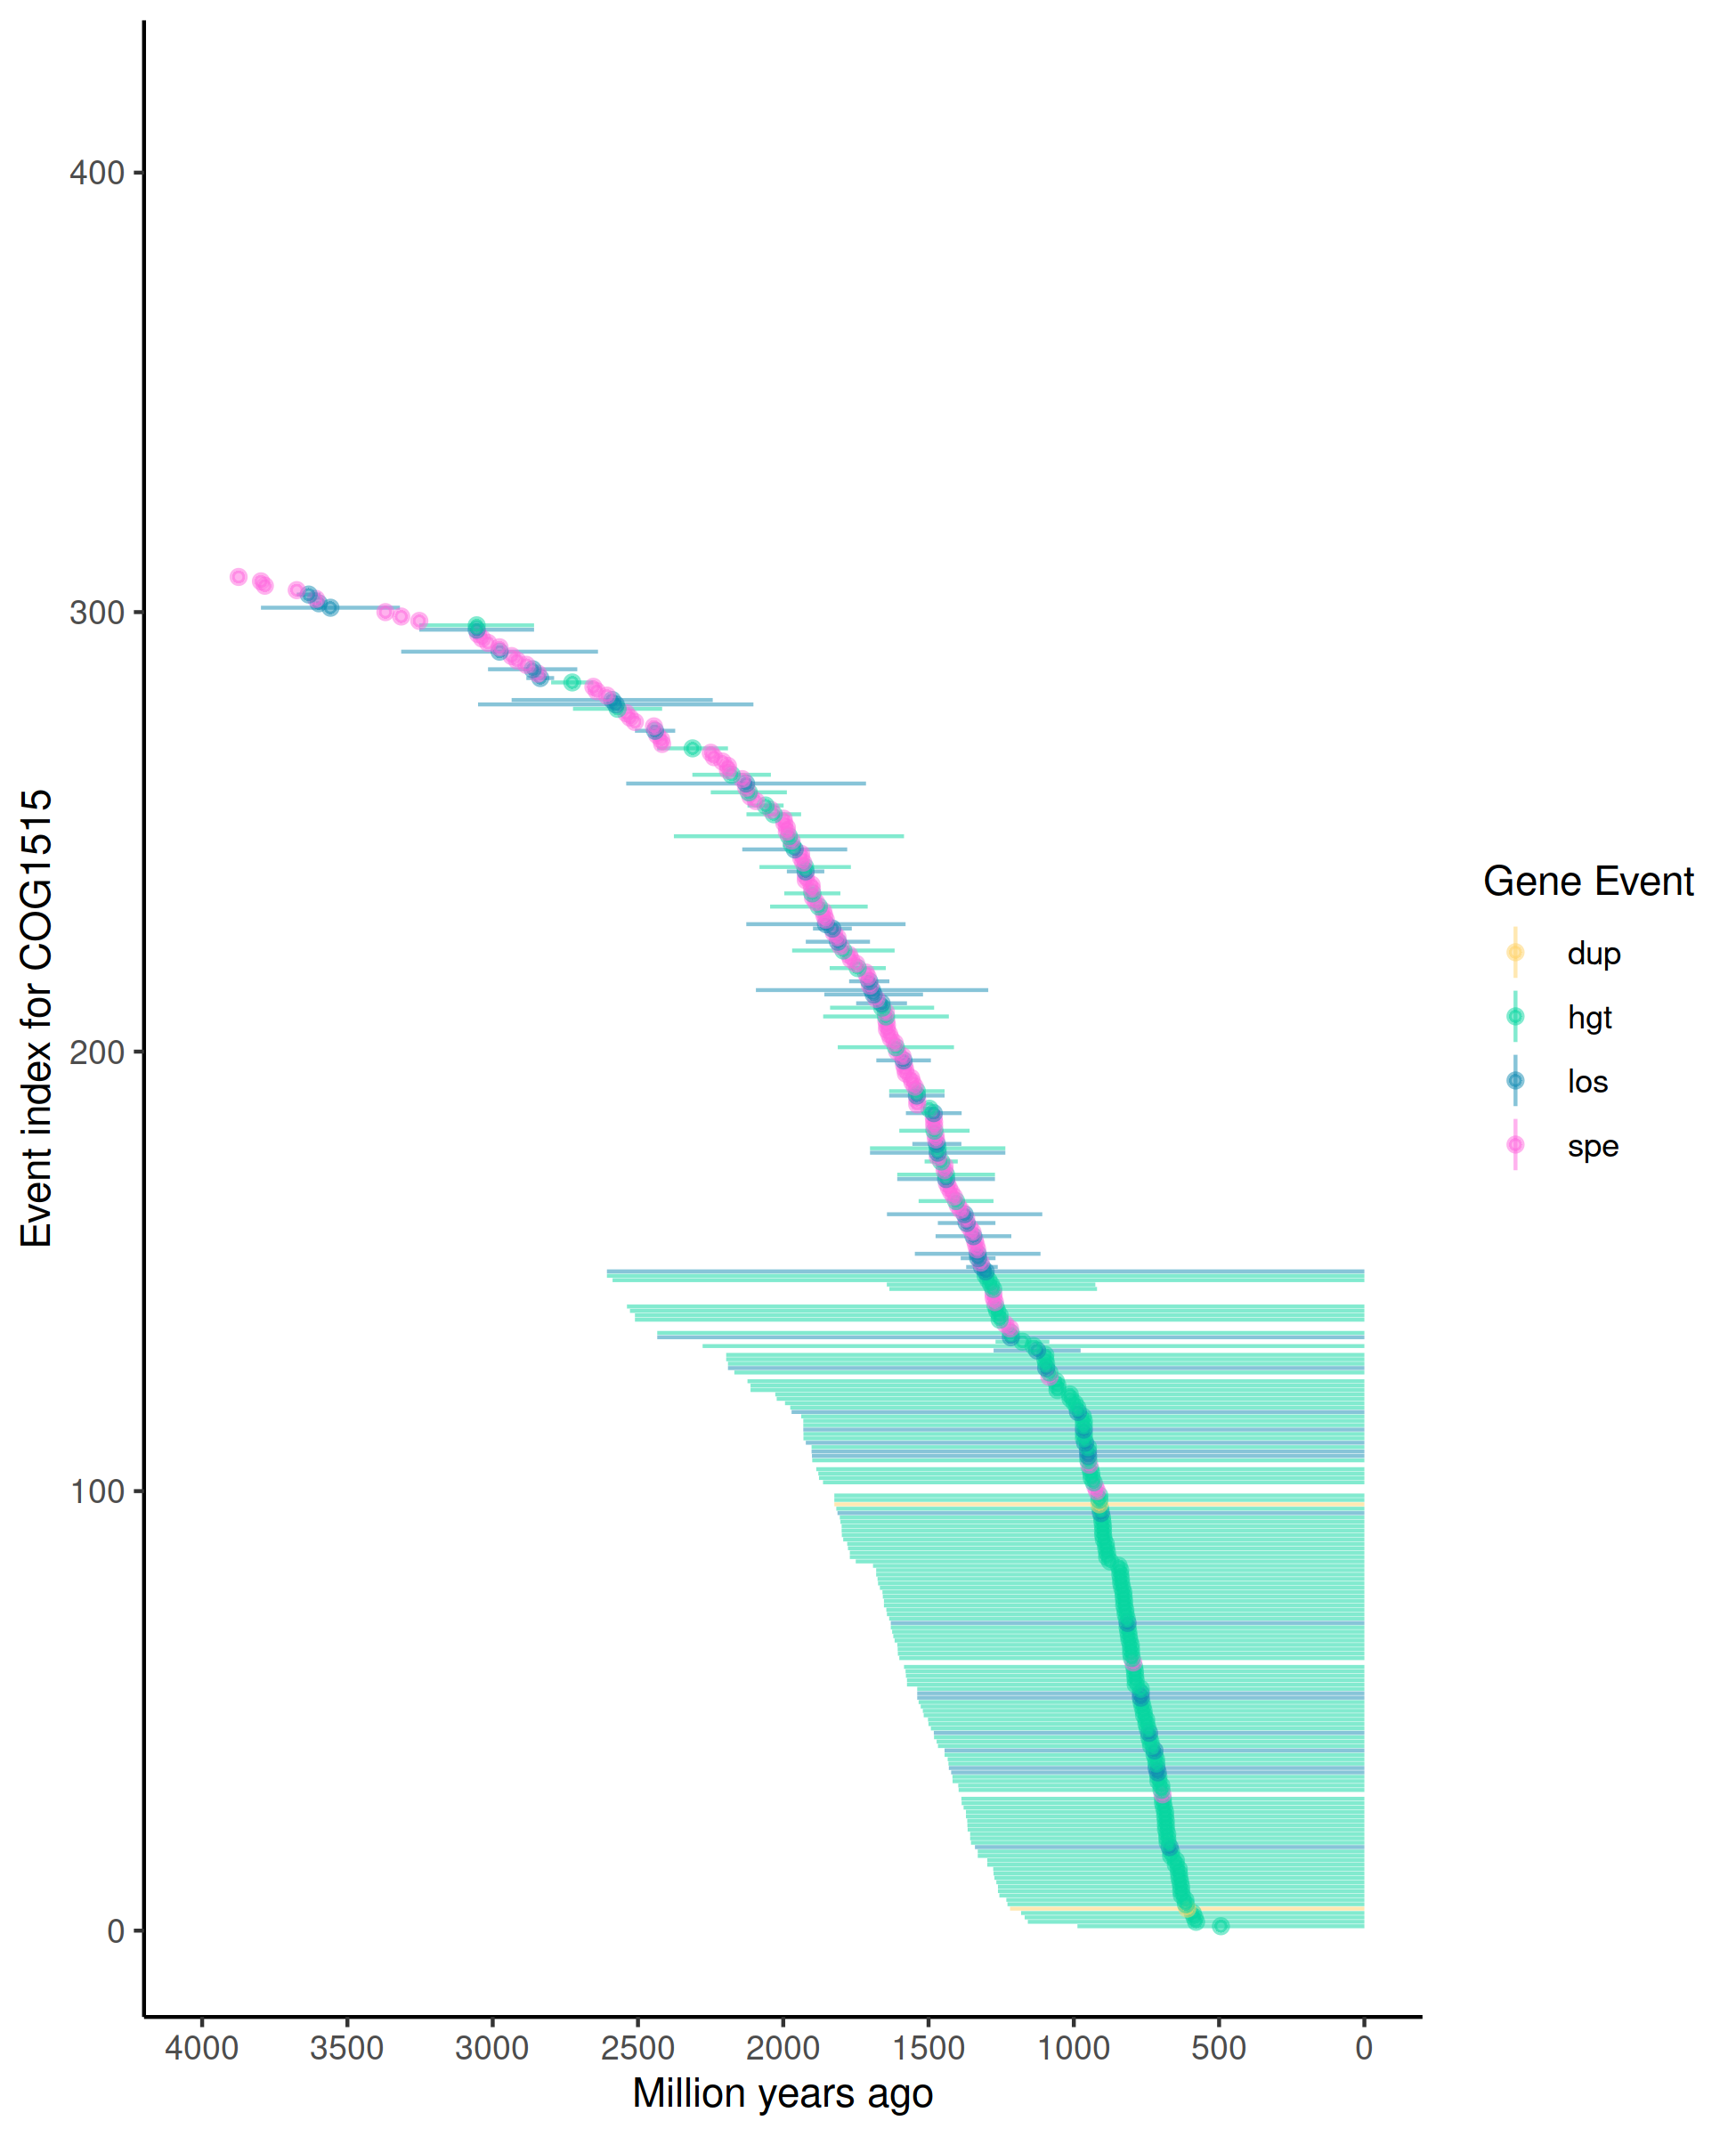 Event index for COG1515
400
300
200
100
0
4000 3500 3000 2500 2000 1500 1000 500 0
Million years ago
Gene Event
dup
hgt
los
spe